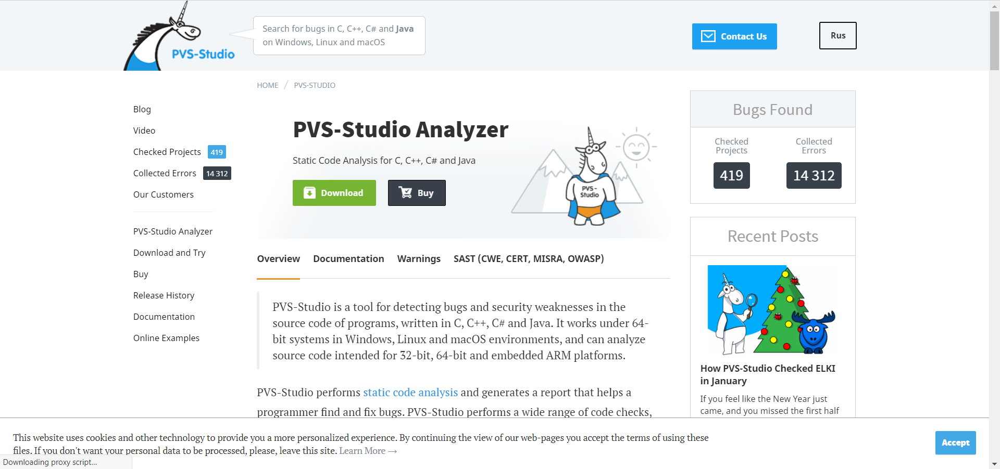 PVS-Studio
Search for bugs in C, C++, C# and Java
on Windows, Linux and macOS
Contact Us
Rus
HOME / PVS-STUDIO
Blog
Video
Checked Projects 419
Collected Errors 14 312
Our Customers
PVS-Studio Analyzer
Download and Try
Buy
Release History
Documentation
Online Examples
PVS-Studio Analyzer
Static Code Analysis for C, C++, C# and Java
Download
Buy
PVS-
Studio
Overview
Documentation
Warnings
SAST (CWE, CERT, MISRA, OWASP)
PVS-Studio is a tool for detecting bugs and security weaknesses in the
source code of programs, written in C, C++, C# and Java. It works under 64-
bit systems in Windows, Linux and macOS environments, and can analyze
source code intended for 32-bit, 64-bit and embedded ARM platforms.
PVS-Studio performs static code analysis and generates a report that helps a
programmer find and fix bugs. PVS-Studio performs a wide range of code checks,
Bugs Found
Checked
Projects
419
Collected
Errors
14 312
Recent Posts
How PVS-Studio Checked ELKI
in January
If you feel like the New Year just
came, and you missed the first half
This website uses cookies and other technology to provide you a more personalized experience. By continuing the view of our web-pages you accept the terms of using these
files. If you don't want your personal data to be processed, please, leave this site. Learn More →
Accept
Downloading proxy script...